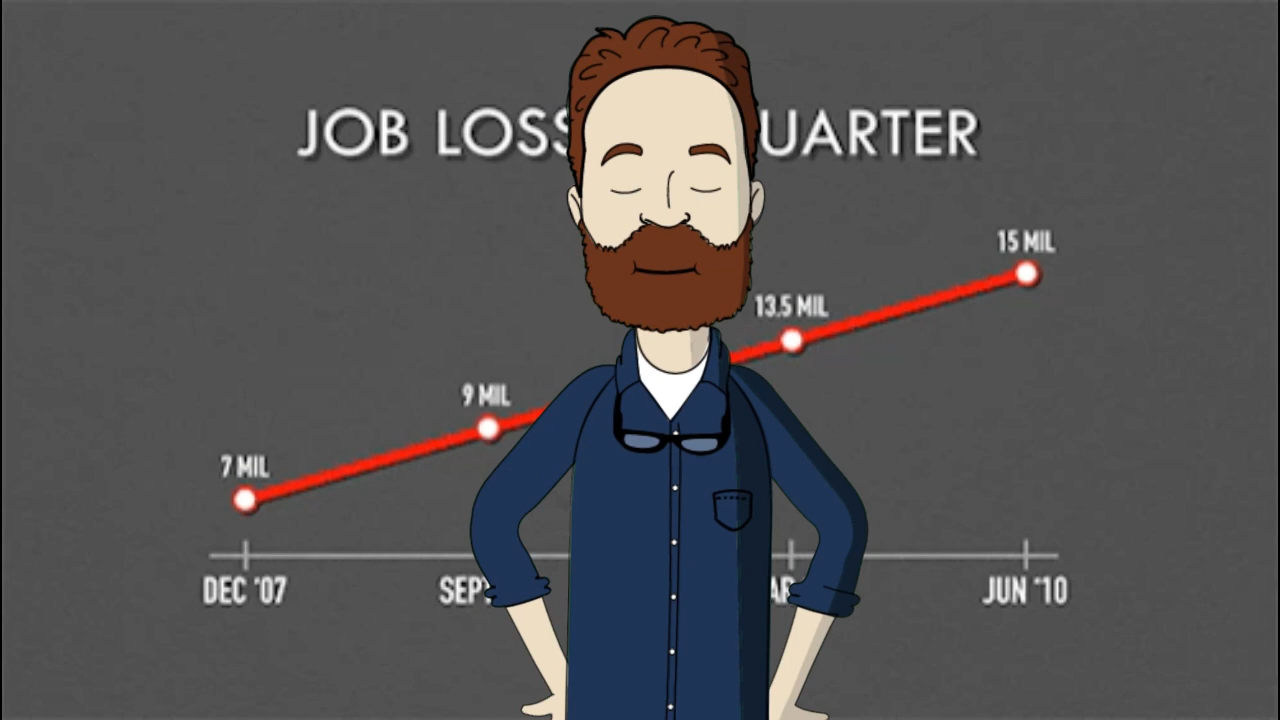 JOB LOSS UARTER
15 MIL
13.5 MIL
9 MIL
7 MIL
DEC '07 SEPT JUN '10